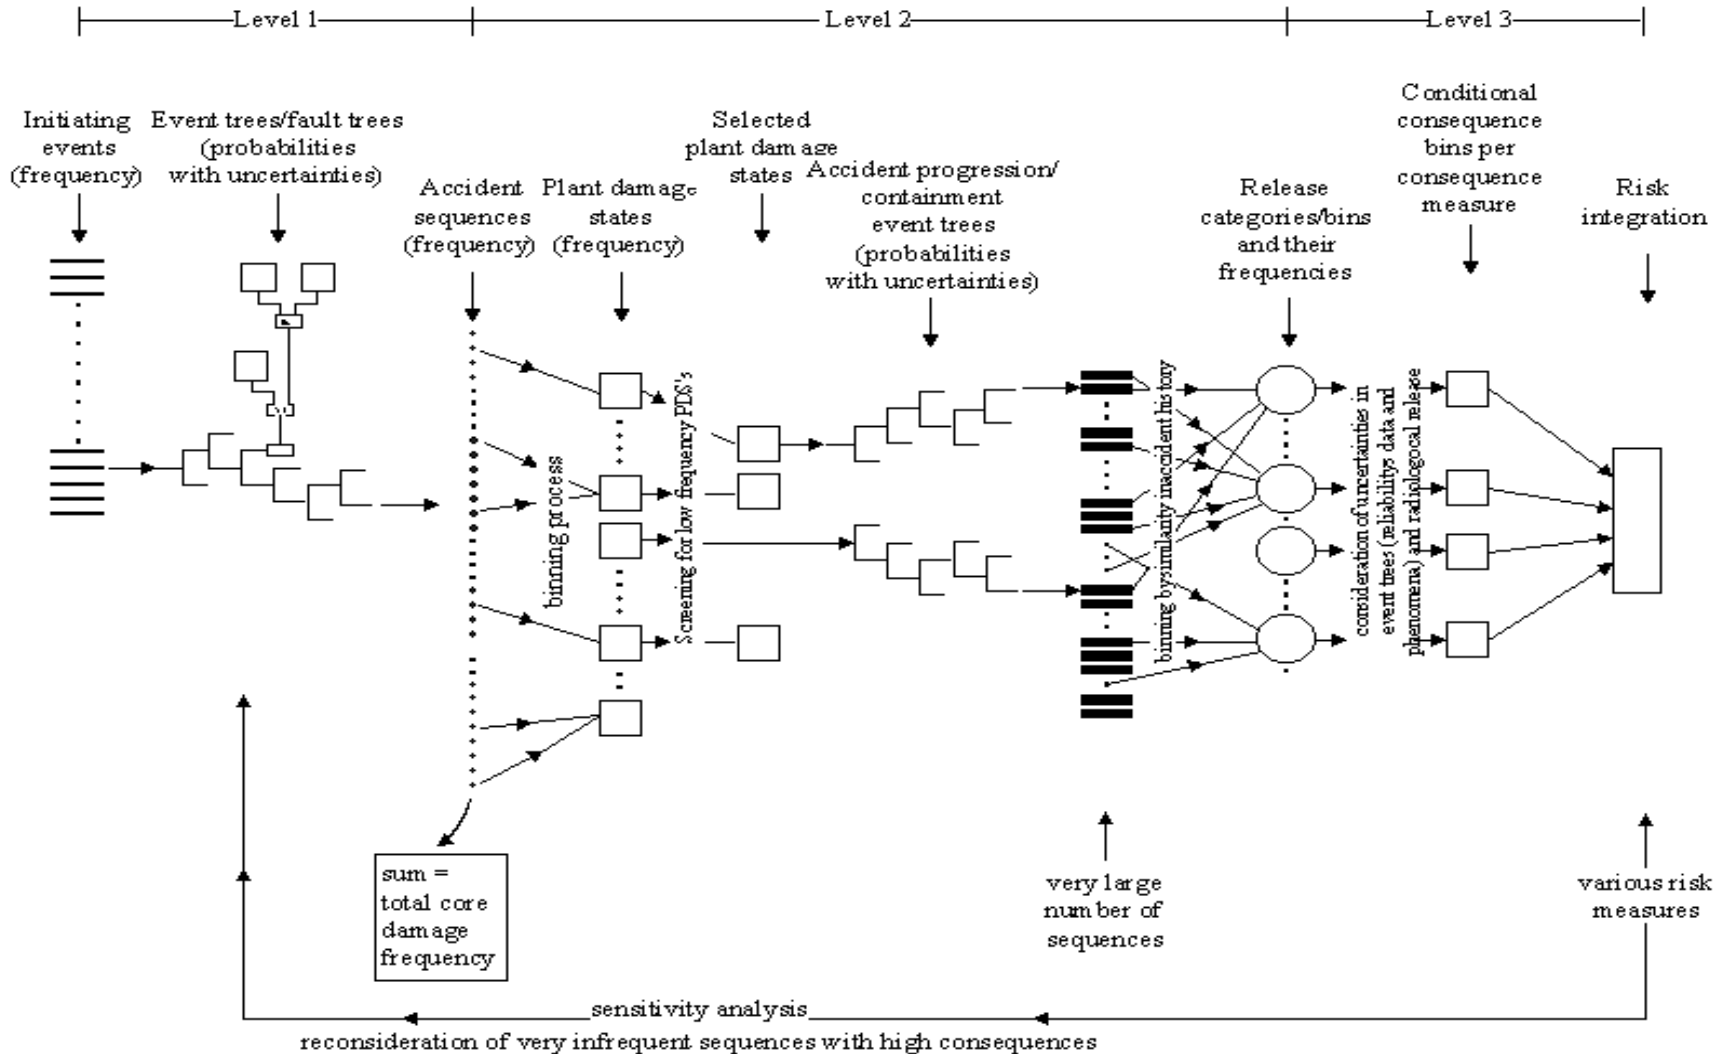 Level 1
Level 2
Level 3
Initiating
events
(frequency)
Event trees/fault trees
(probabilities
with uncertainties)
Accident
sequences
(frequency)
Plant damage
states
(frequency)
Selected
plant damage
states
Accident progression/
containment
event trees
(probabilities
with uncertainties)
Release
categories/bins
and their
frequencies
Conditional
consequence
bins per
consequence
measure
Risk
integration
binning process
Screening for low frequency PDS's
binning by similarity in accident history
consideration of uncertainties in
event trees (reliability data and
phenomena) and radiologocal release
sum =
total core
damage
frequency
very large
number of
sequences
various risk
measures
sensitivity analysis
reconsideration of very infrequent sequences with high consequences